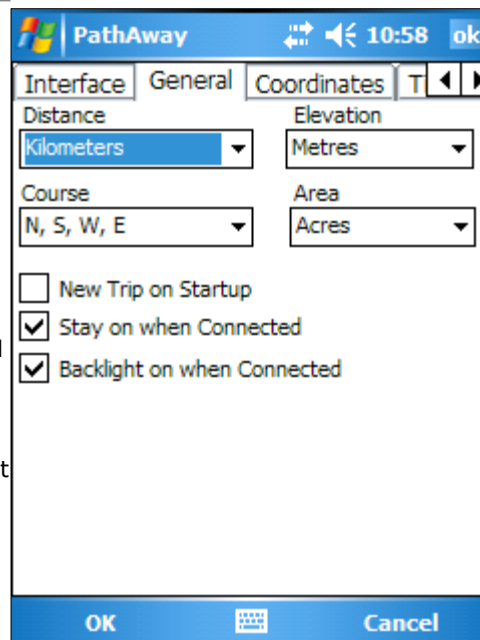 PathAway 10:58 ok
Interface General Coordinates
Distance Elevation
Kilometers Metres
Course Area
N, S, W, E Acres
New Trip on Startup
Stay on when Connected
Backlight on when Connected
OK Cancel